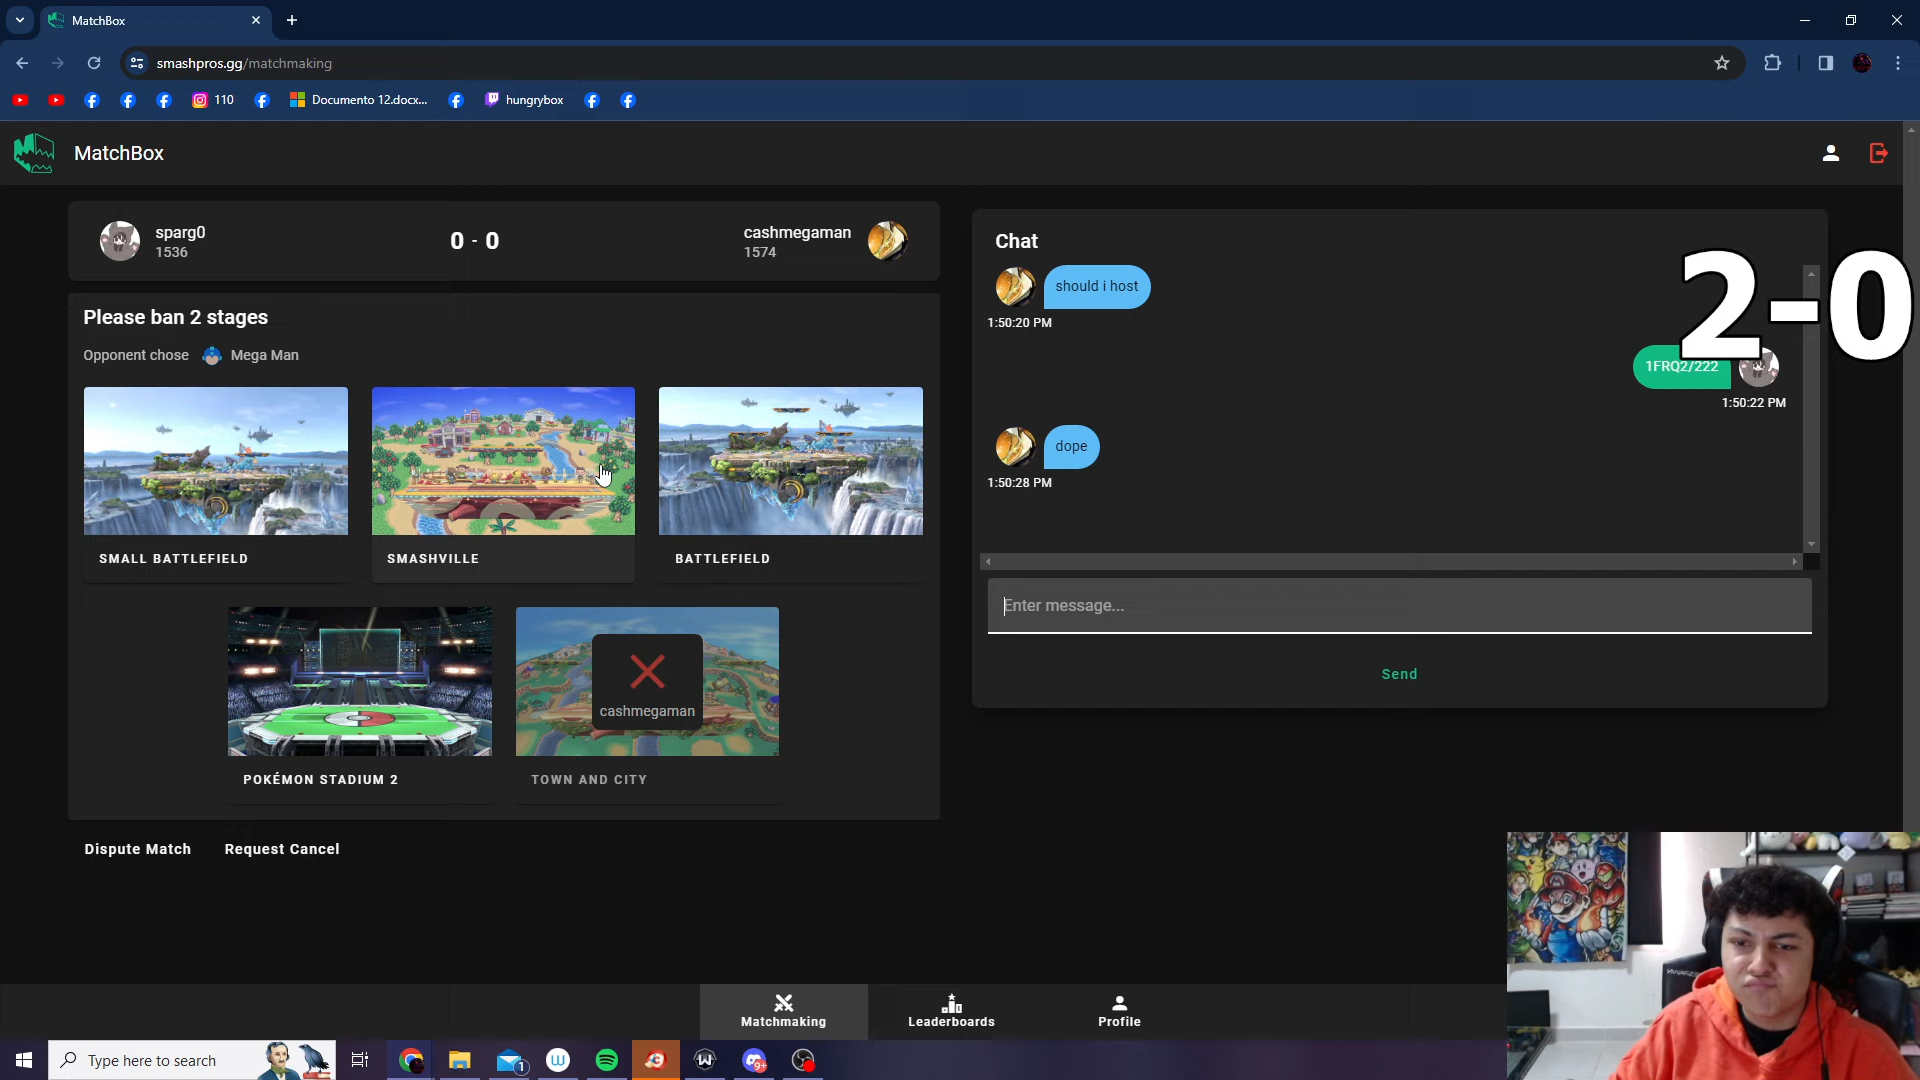 MatchBox
smashpros.gg/matchmaking
110
Documento 12.docx...
hungrybox
MatchBox
sparg0
1536
0 - 0
cashmegaman
1574
Please ban 2 stages
Opponent chose Mega Man
SMALL BATTLEFIELD
SMASHVILLE
BATTLEFIELD
POKÉMON STADIUM 2
cashmegaman
TOWN AND CITY
Dispute Match
Request Cancel
Chat
should i host
1:50:20 PM
1FRQ2/222
1:50:22 PM
dope
1:50:28 PM
Enter message...
Send
2-0
Matchmaking
Leaderboards
Profile
Type here to search
1
9+